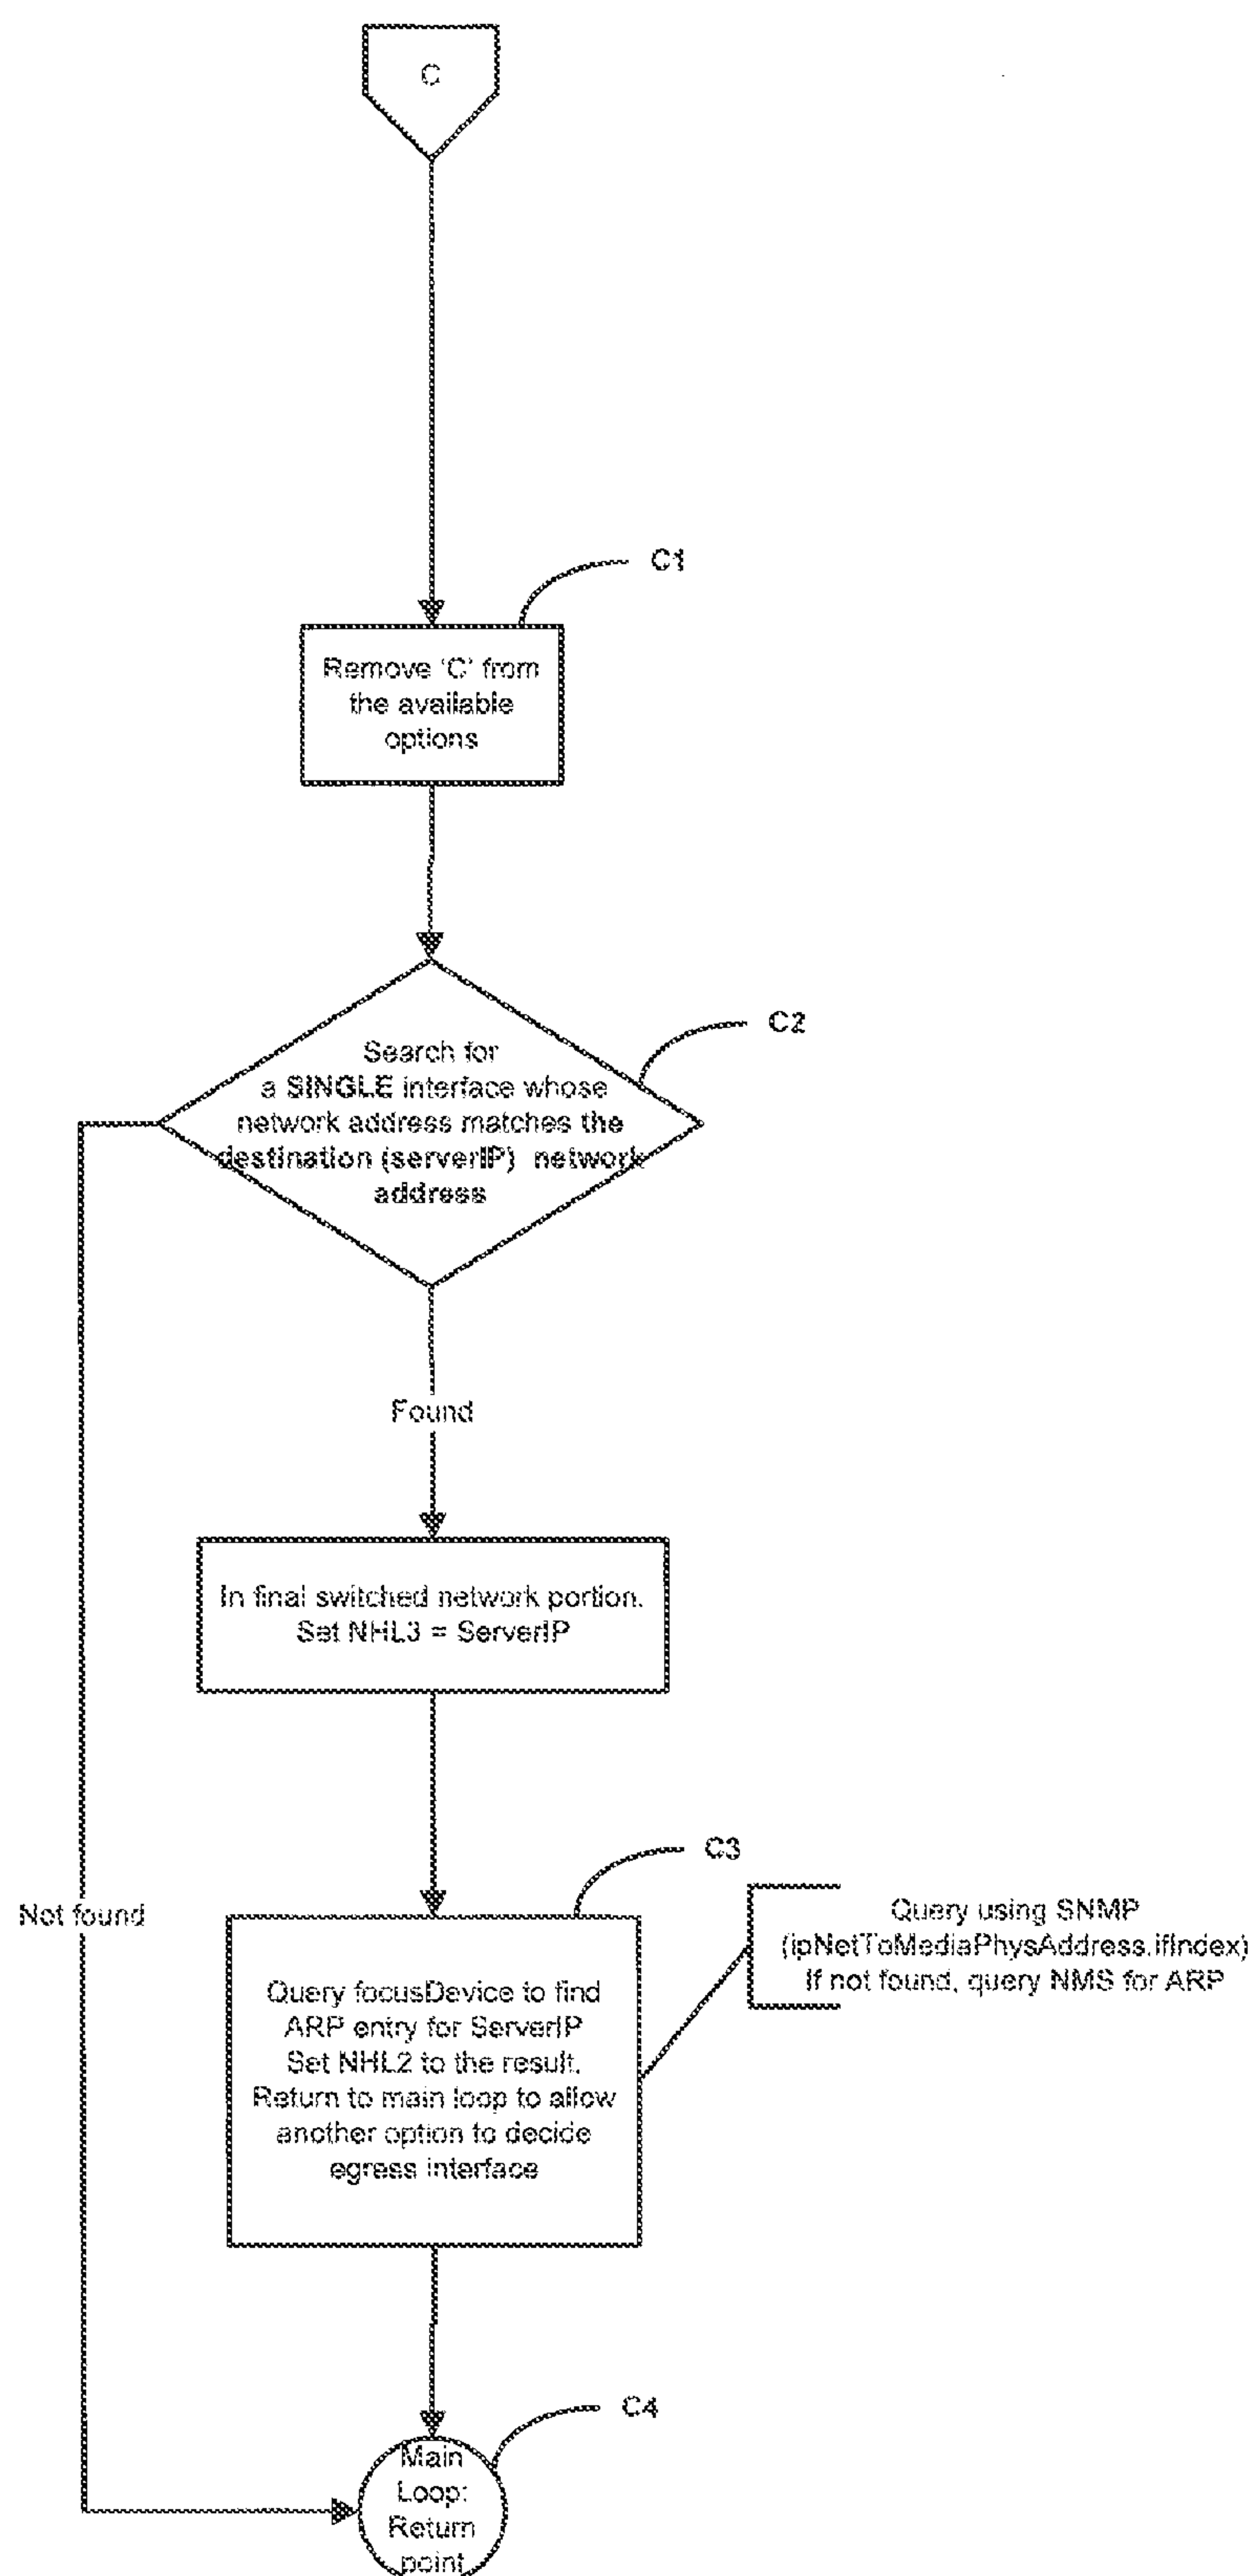 C
C1
Remove 'C' from
the available
options
C2
Search for
a SINGLE interface whose
network address matches the
destination (serverIP) network
address
Found
In final switched network portion.
Set NHL3 = ServerIP
C3
Not found
Query using SNMP
(ipNetToMediaPhysAddress.ifIndex)
If not found, query NMS for ARP
Query focusDevice to find
ARP entry for ServerIP
Set NHL2 to the result.
Return to main loop to allow
another option to decide
egress interface
C4
Main
Loop:
Return
point